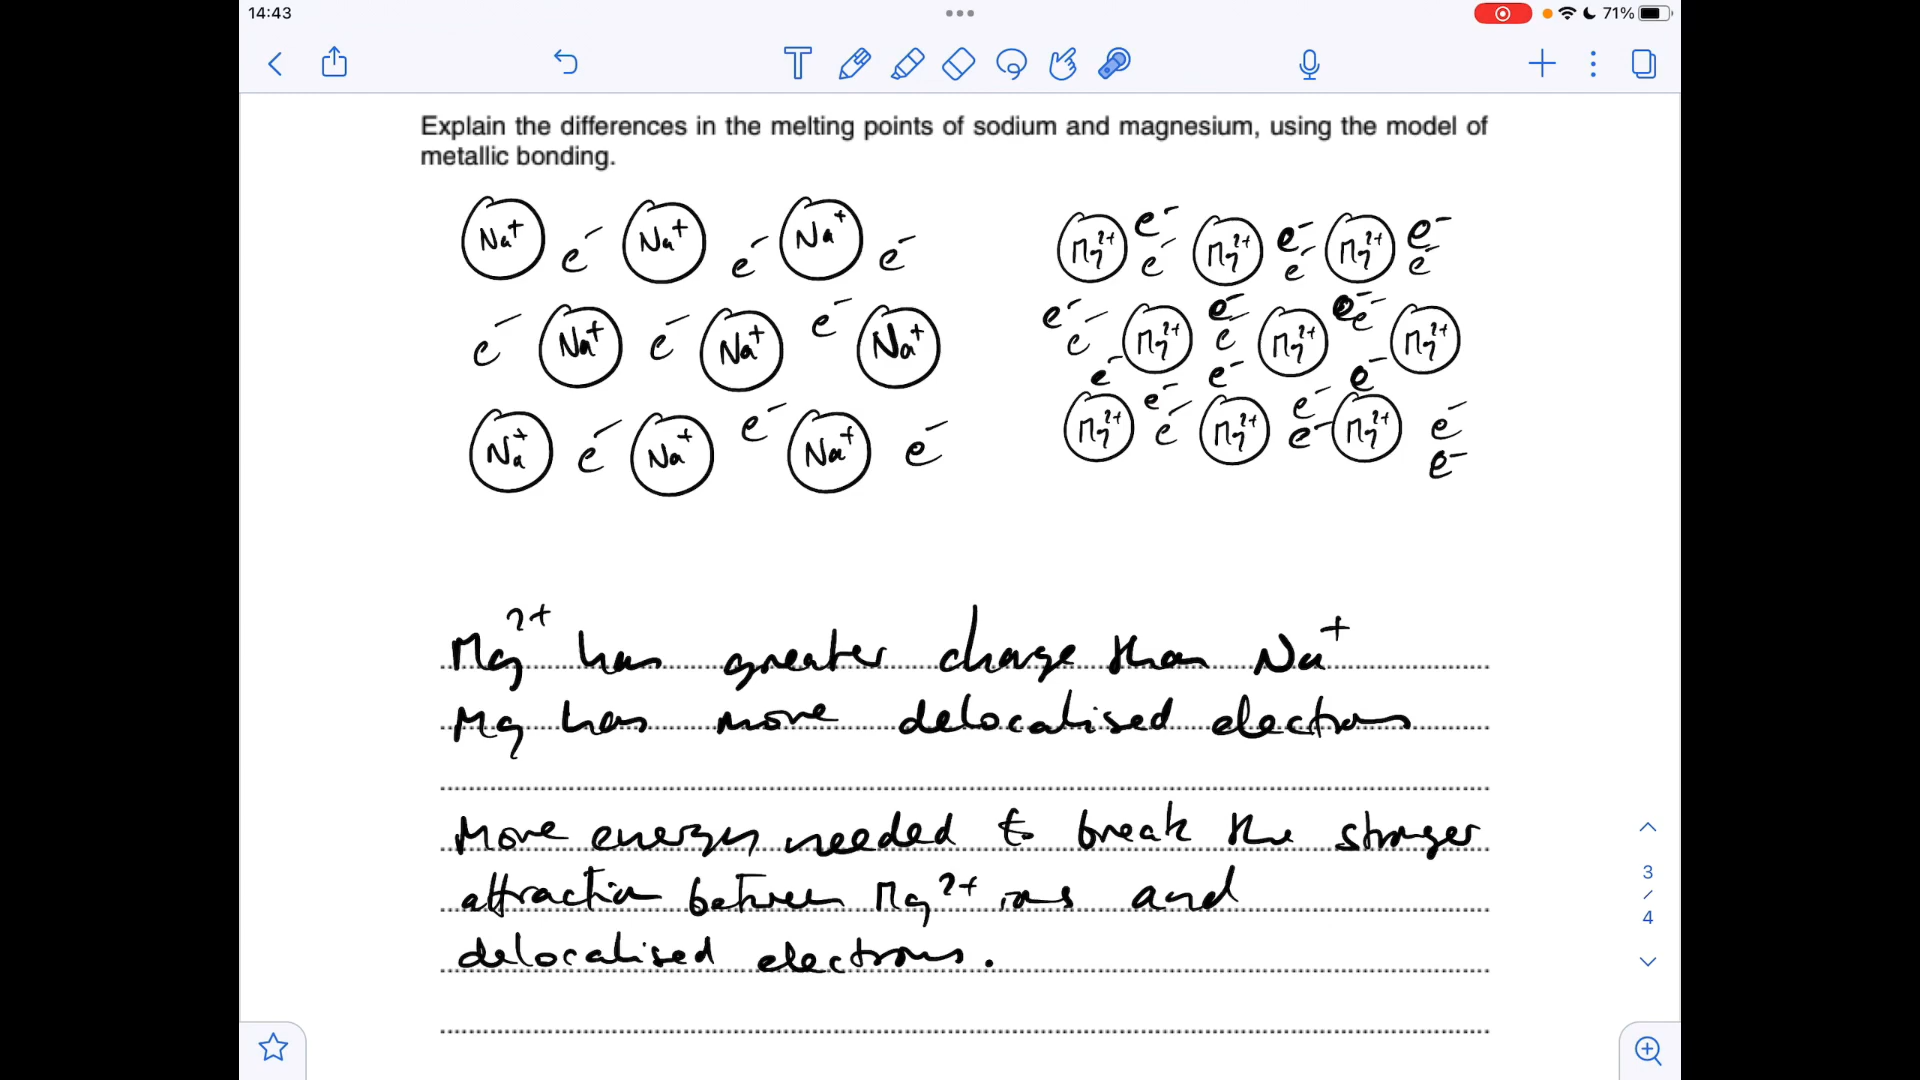 14:43
71%
T
Explain the differences in the melting points of sodium and magnesium, using the model of
metallic bonding.
Na⁺ e⁻ Na⁺ e⁻ Na⁺ e⁻
e⁻ Na⁺ e⁻ Na⁺ e⁻ Na⁺
Na⁺ e⁻ Na⁺ e⁻ Na⁺ e⁻
Mg²⁺ e⁻ e⁻ Mg²⁺ e⁻ e⁻ Mg²⁺ e⁻ e⁻
e⁻ e⁻ Mg²⁺ e⁻ e⁻ Mg²⁺ e⁻ e⁻ Mg²⁺
e⁻ e⁻ e⁻
Mg²⁺ e⁻ e⁻ Mg²⁺ e⁻ e⁻ Mg²⁺ e⁻ e⁻
Mg²⁺ has greater charge than Na⁺
Mg has more delocalised electrons
More energy needed to break the stronger
attraction between Mg²⁺ ions and
delocalised electrons.
3
/
4